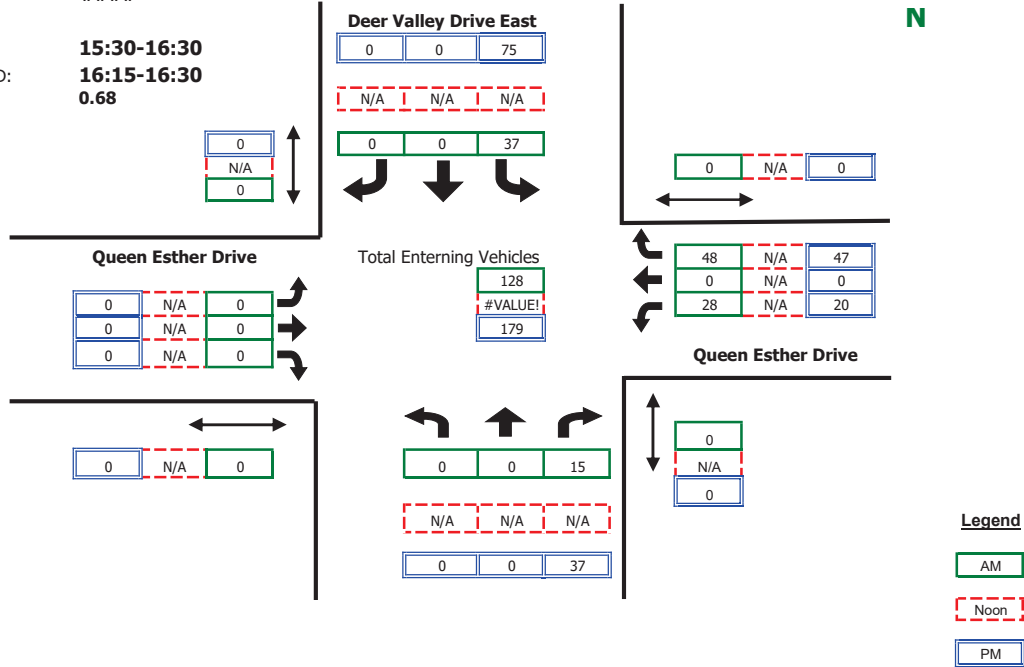 N
Deer Valley Drive East
15:30-16:30
D: 16:15-16:30
0.68
0 0 75
N/A N/A N/A
0 0 37
0
N/A
0
0 N/A 0
Queen Esther Drive
Total Enterning Vehicles
128
#VALUE!
179
48 N/A 47
0 N/A 0
28 N/A 20
0 N/A 0
0 N/A 0
0 N/A 0
Queen Esther Drive
0 N/A 0
0 0 15
N/A N/A N/A
0 0 37
0
N/A
0
Legend
AM
Noon
PM